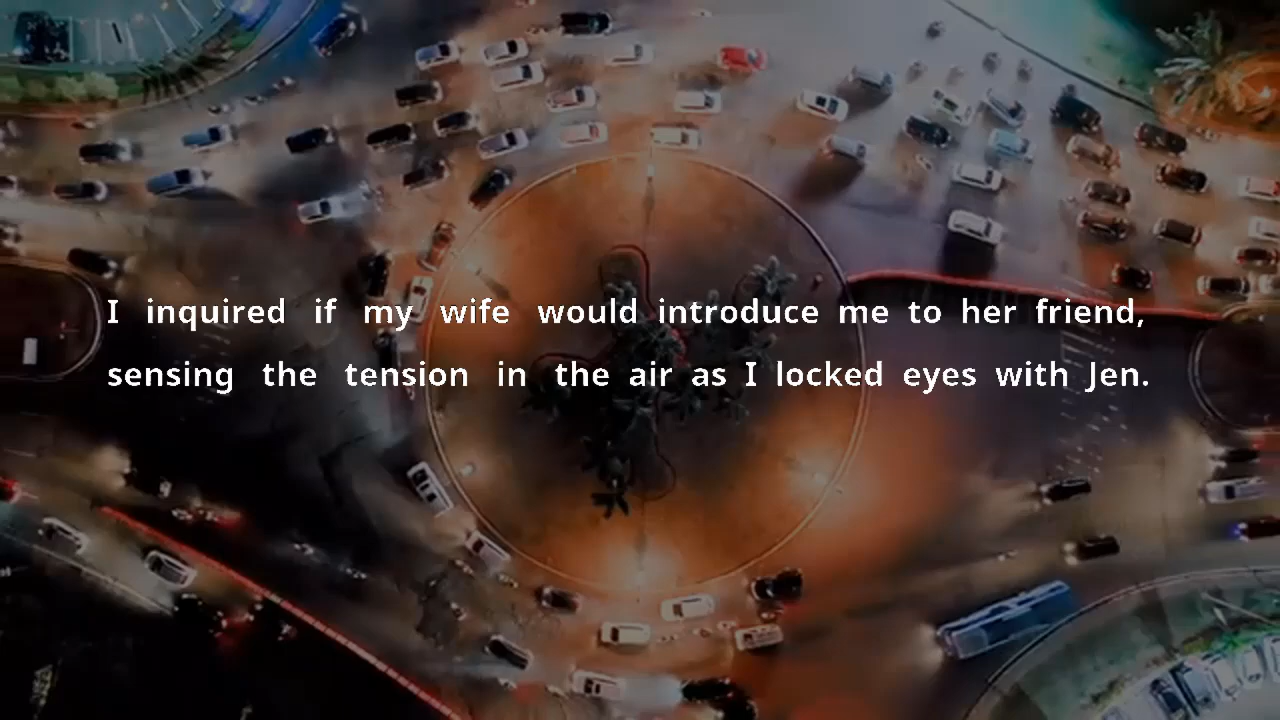 I inquired if my wife would introduce me to her friend,
sensing the tension in the air as I locked eyes with Jen.